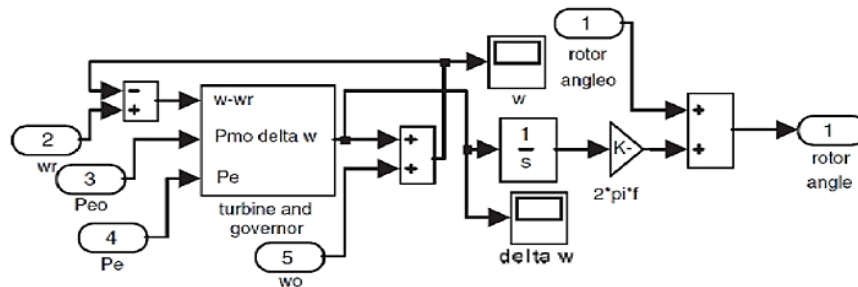 1
rotor
angleo
w
−
+
w-wr
2
wr
Pmo delta w
3
Peo
Pe
4
Pe
turbine and
governor
+
+
5
wo
1
s
K-
2*pi*f
delta w
+
+
1
rotor
angle